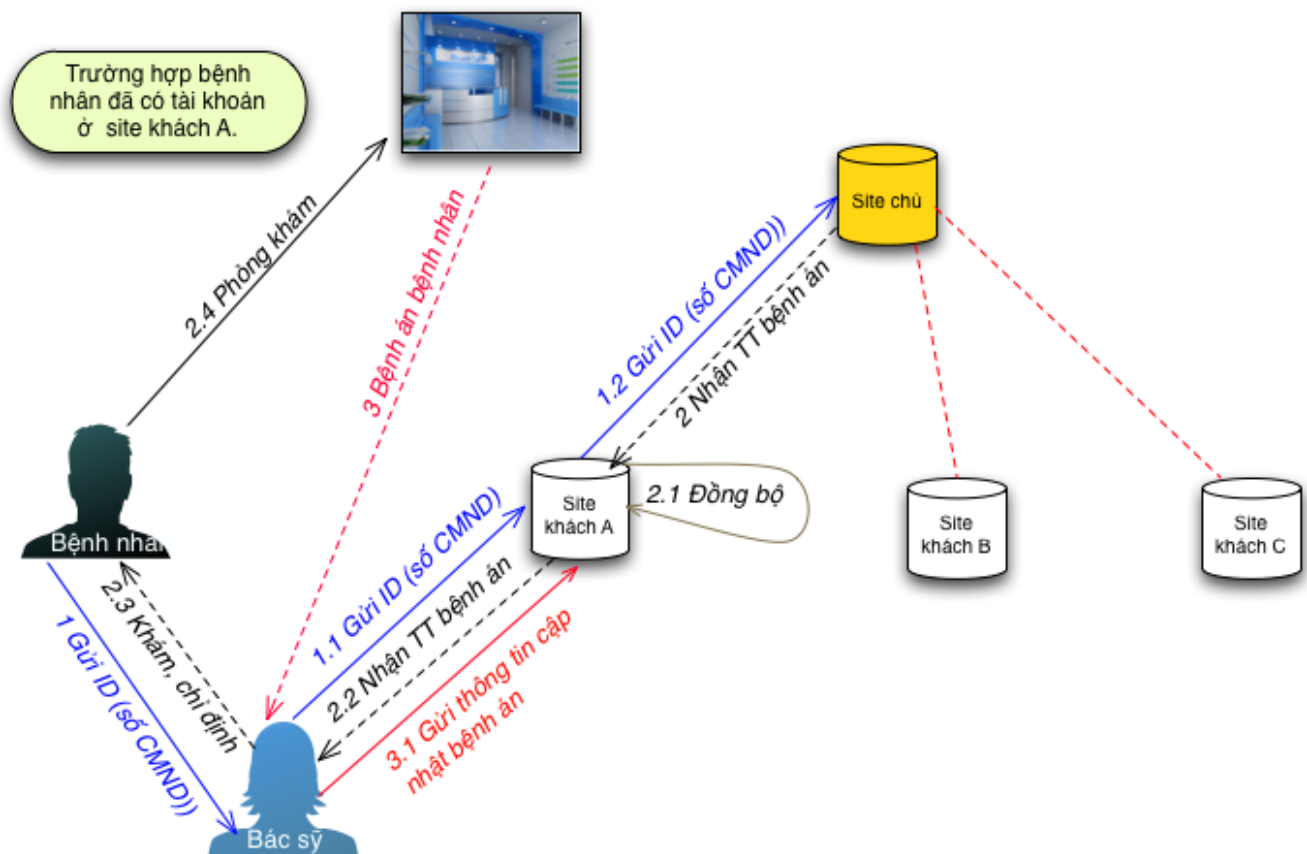 Trường hợp bệnh
nhân đã có tài khoản
ở site khách A.
2.4 Phòng khám
3 Bệnh án bệnh nhân
Site chủ
1.2 Gửi ID (số CMND))
2 Nhận TT bệnh án
Site
khách A
2.1 Đồng bộ
Site
khách B
Site
khách C
Bệnh nhân
1 Gửi ID (số CMND))
2.3 Khám, chỉ định
1.1 Gửi ID (số CMND)
2.2 Nhận TT bệnh án
3.1 Gửi thông tin cập
nhật bệnh án
Bác sỹ